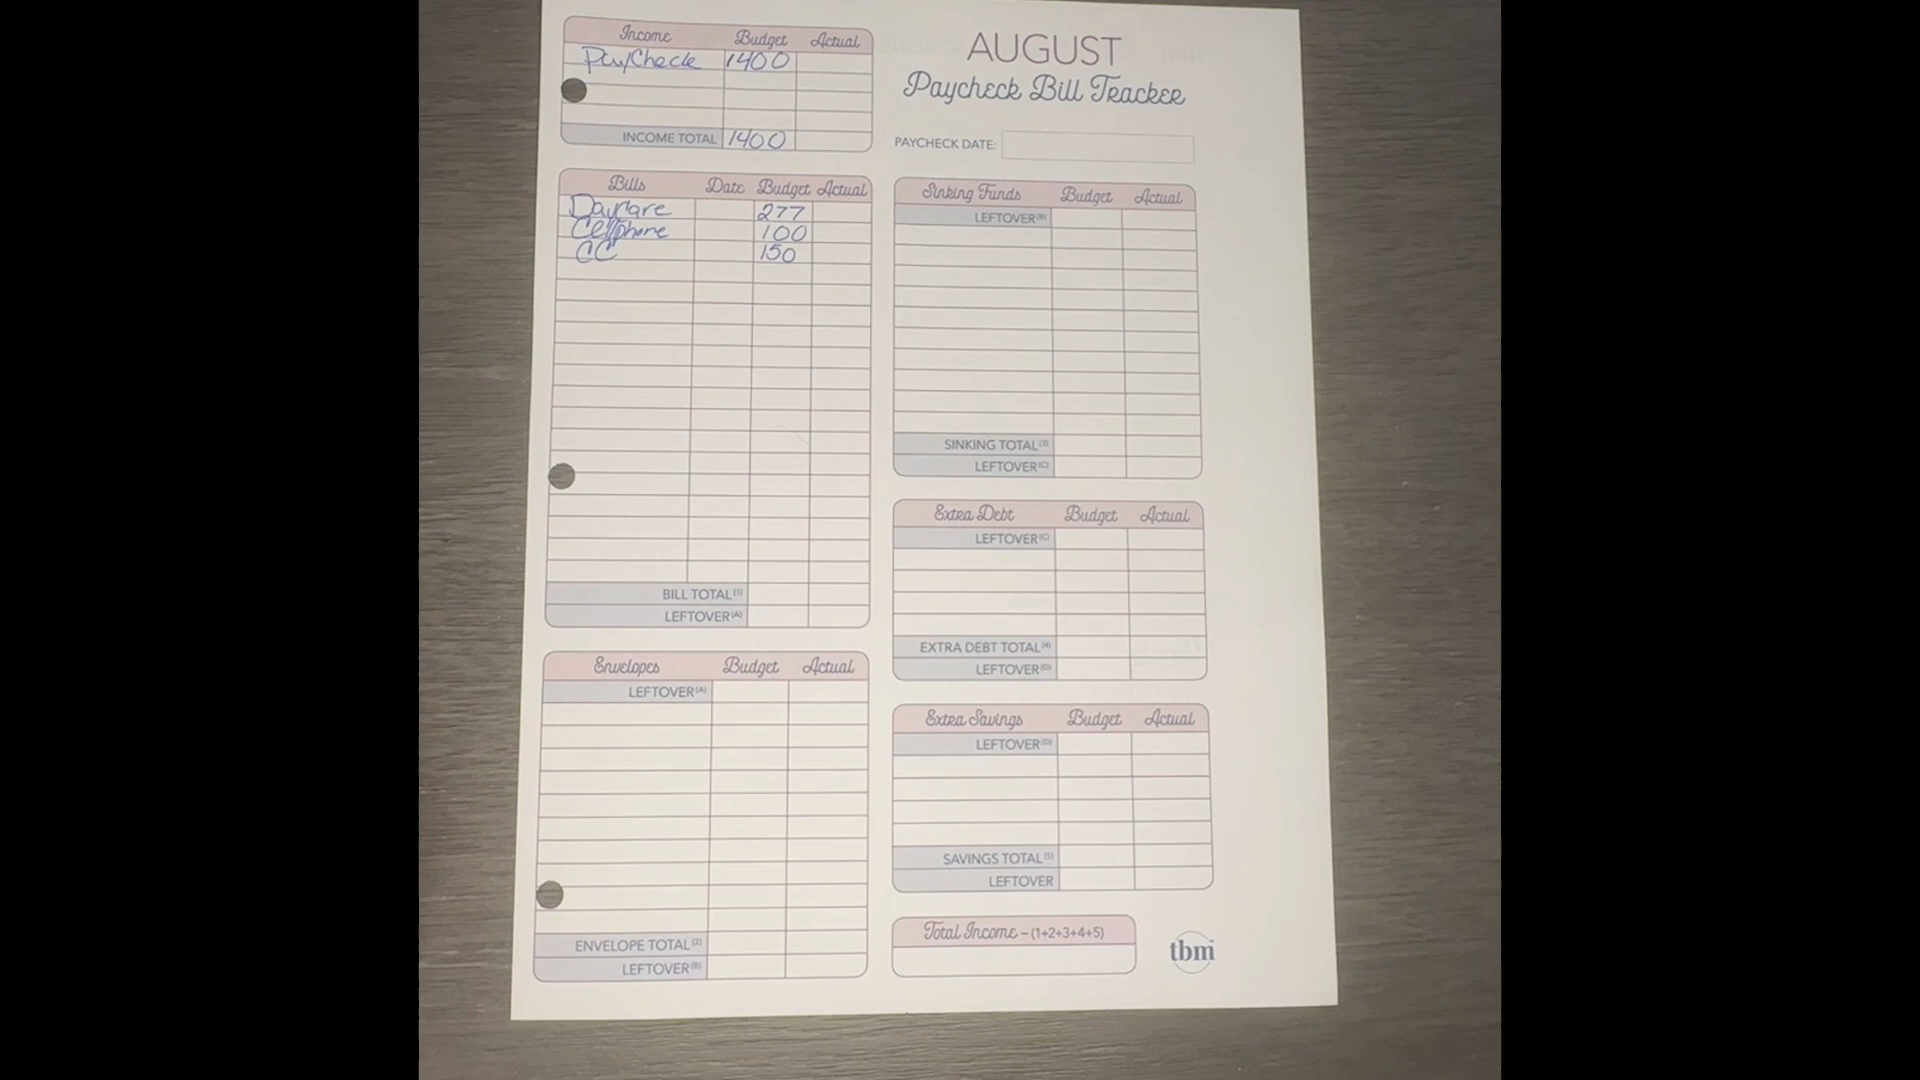 Income Budget Actual
PayCheck 1400
INCOME TOTAL 1400
AUGUST
Paycheck Bill Tracker
PAYCHECK DATE:
Bills Date Budget Actual
Daycare 277
Cellphone 100
CC 150
BILL TOTAL(1)
LEFTOVER(A)
Envelopes Budget Actual
LEFTOVER(A)
ENVELOPE TOTAL(2)
LEFTOVER(B)
Sinking Funds Budget Actual
LEFTOVER(B)
SINKING TOTAL(3)
LEFTOVER(C)
Extra Debt Budget Actual
LEFTOVER(C)
EXTRA DEBT TOTAL(4)
LEFTOVER(D)
Extra Savings Budget Actual
LEFTOVER(D)
SAVINGS TOTAL(5)
LEFTOVER
Total Income - (1+2+3+4+5)
tbm